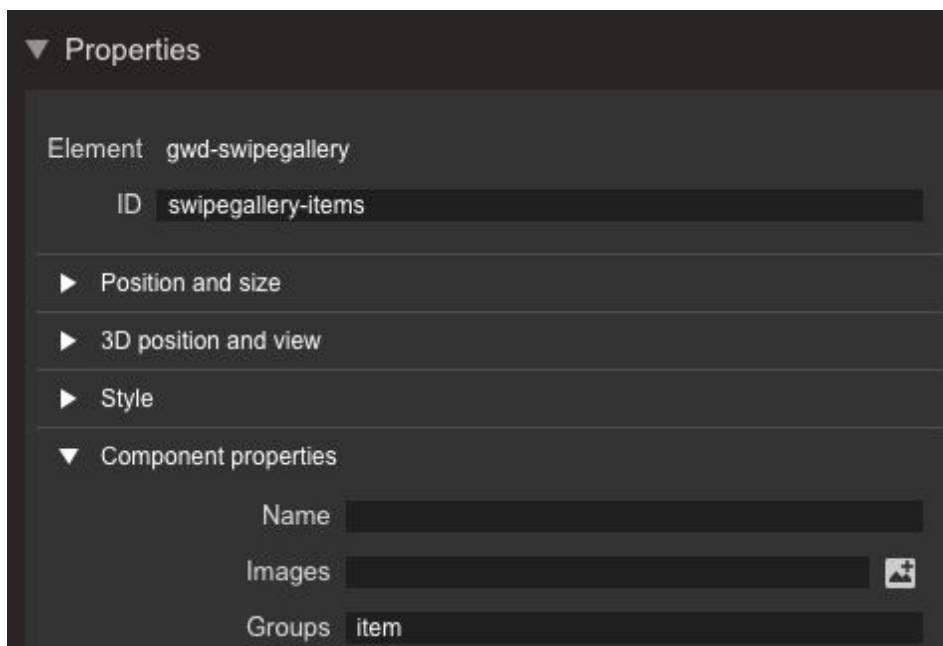 Properties
Element gwd-swipegallery
ID swipegallery-items
Position and size
3D position and view
Style
Component properties
Name
Images
Groups item